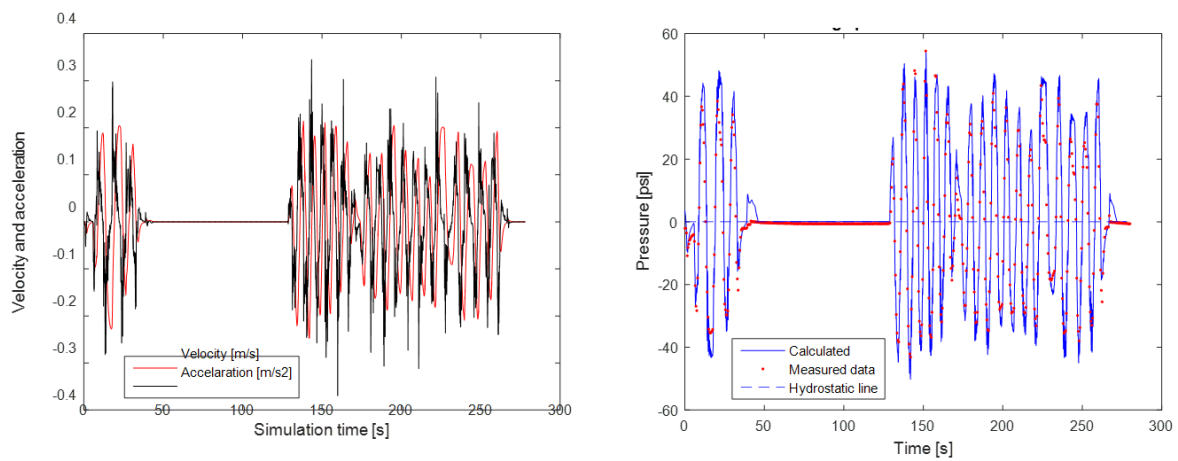 0.4
0.3
0.2
0.1
0
-0.1
-0.2
-0.3
-0.4
Velocity and acceleration
Velocity [m/s]
Accelaration [m/s2]
0 50 100 150 200 250 300
Simulation time [s]
60
40
20
0
-20
-40
-60
Pressure [psi]
Calculated
Measured data
Hydrostatic line
0 50 100 150 200 250 300
Time [s]